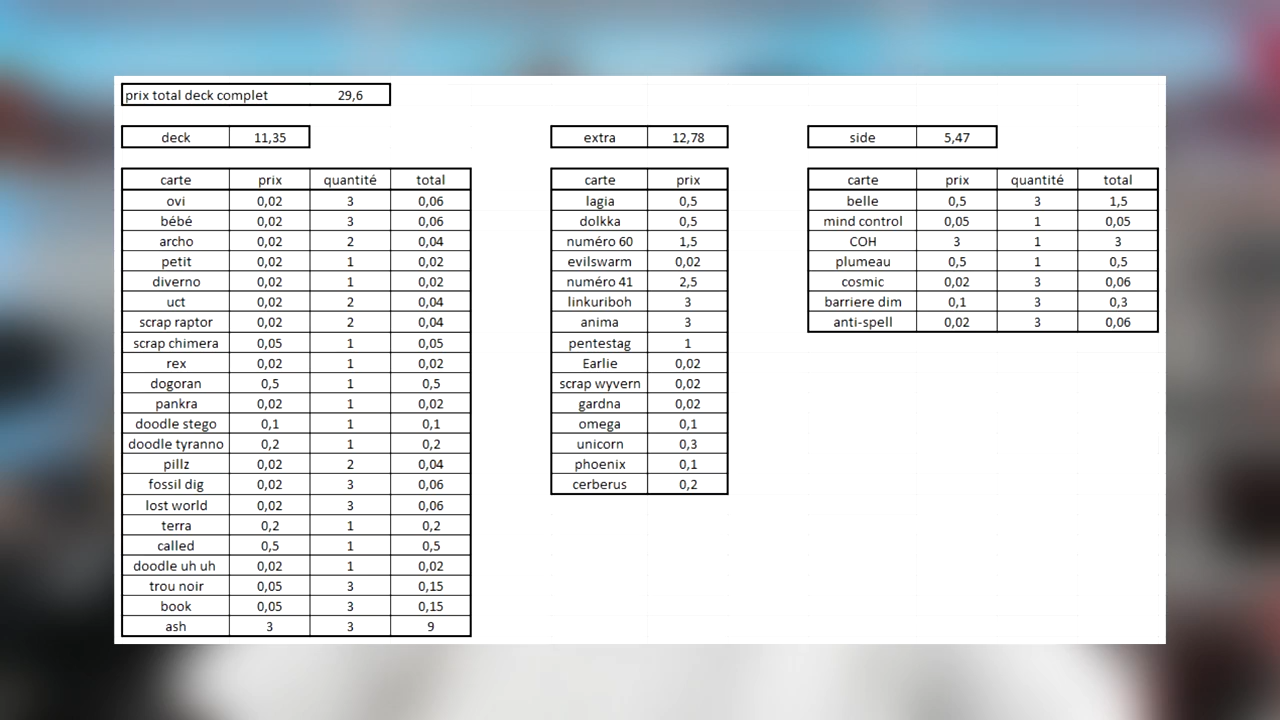 prix total deck complet 29,6
deck 11,35
carte prix quantité total
ovi 0,02 3 0,06
bébé 0,02 3 0,06
archo 0,02 2 0,04
petit 0,02 1 0,02
diverno 0,02 1 0,02
uct 0,02 2 0,04
scrap raptor 0,02 2 0,04
scrap chimera 0,05 1 0,05
rex 0,02 1 0,02
dogoran 0,5 1 0,5
pankra 0,02 1 0,02
doodle stego 0,1 1 0,1
doodle tyranno 0,2 1 0,2
pillz 0,02 2 0,04
fossil dig 0,02 3 0,06
lost world 0,02 3 0,06
terra 0,2 1 0,2
called 0,5 1 0,5
doodle uh uh 0,02 1 0,02
trou noir 0,05 3 0,15
book 0,05 3 0,15
ash 3 3 9
extra 12,78
carte prix
lagia 0,5
dolkka 0,5
numéro 60 1,5
evilswarm 0,02
numéro 41 2,5
linkuriboh 3
anima 3
pentestag 1
Earlie 0,02
scrap wyvern 0,02
gardna 0,02
omega 0,1
unicorn 0,3
phoenix 0,1
cerberus 0,2
side 5,47
carte prix quantité total
belle 0,5 3 1,5
mind control 0,05 1 0,05
COH 3 1 3
plumeau 0,5 1 0,5
cosmic 0,02 3 0,06
barriere dim 0,1 3 0,3
anti-spell 0,02 3 0,06